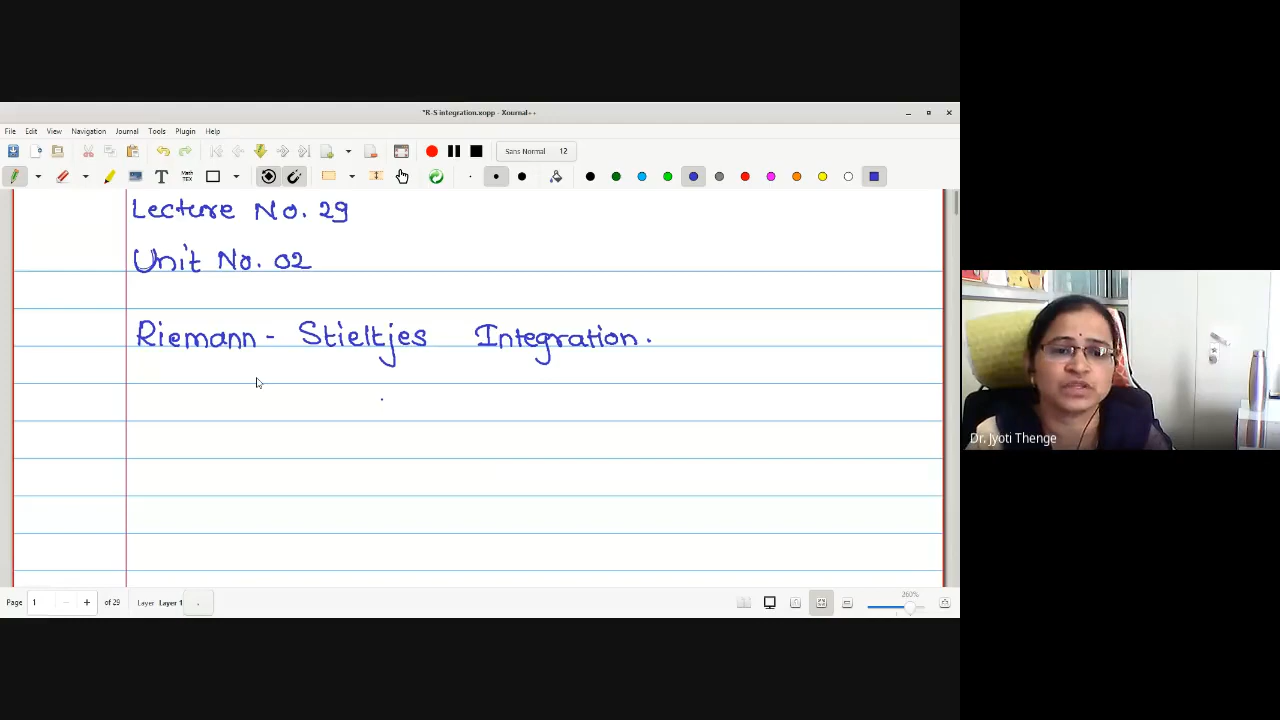 *R-S integration.xopp - Xournal++
File Edit View Navigation Journal Tools Plugin Help
Sans Normal 12
Lecture No. 29
Unit No. 02
Riemann - Stieltjes Integration.
Dr. Jyoti Thenge
Page 1 of 29 Layer Layer 1 260%